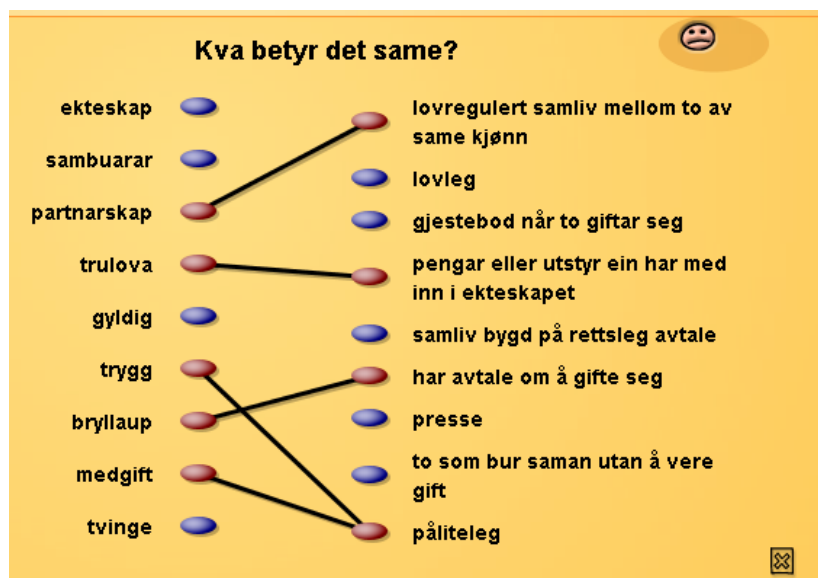 Kva betyr det same?
ekteskap
sambuarar
partnarskap
trulova
gyldig
trygg
bryllaup
medgift
tvinge
lovregulert samliv mellom to av
same kjønn
lovleg
gjestebod når to giftar seg
pengar eller utstyr ein har med
inn i ekteskapet
samliv bygd på rettsleg avtale
har avtale om å gifte seg
presse
to som bur saman utan å vere
gift
påliteleg